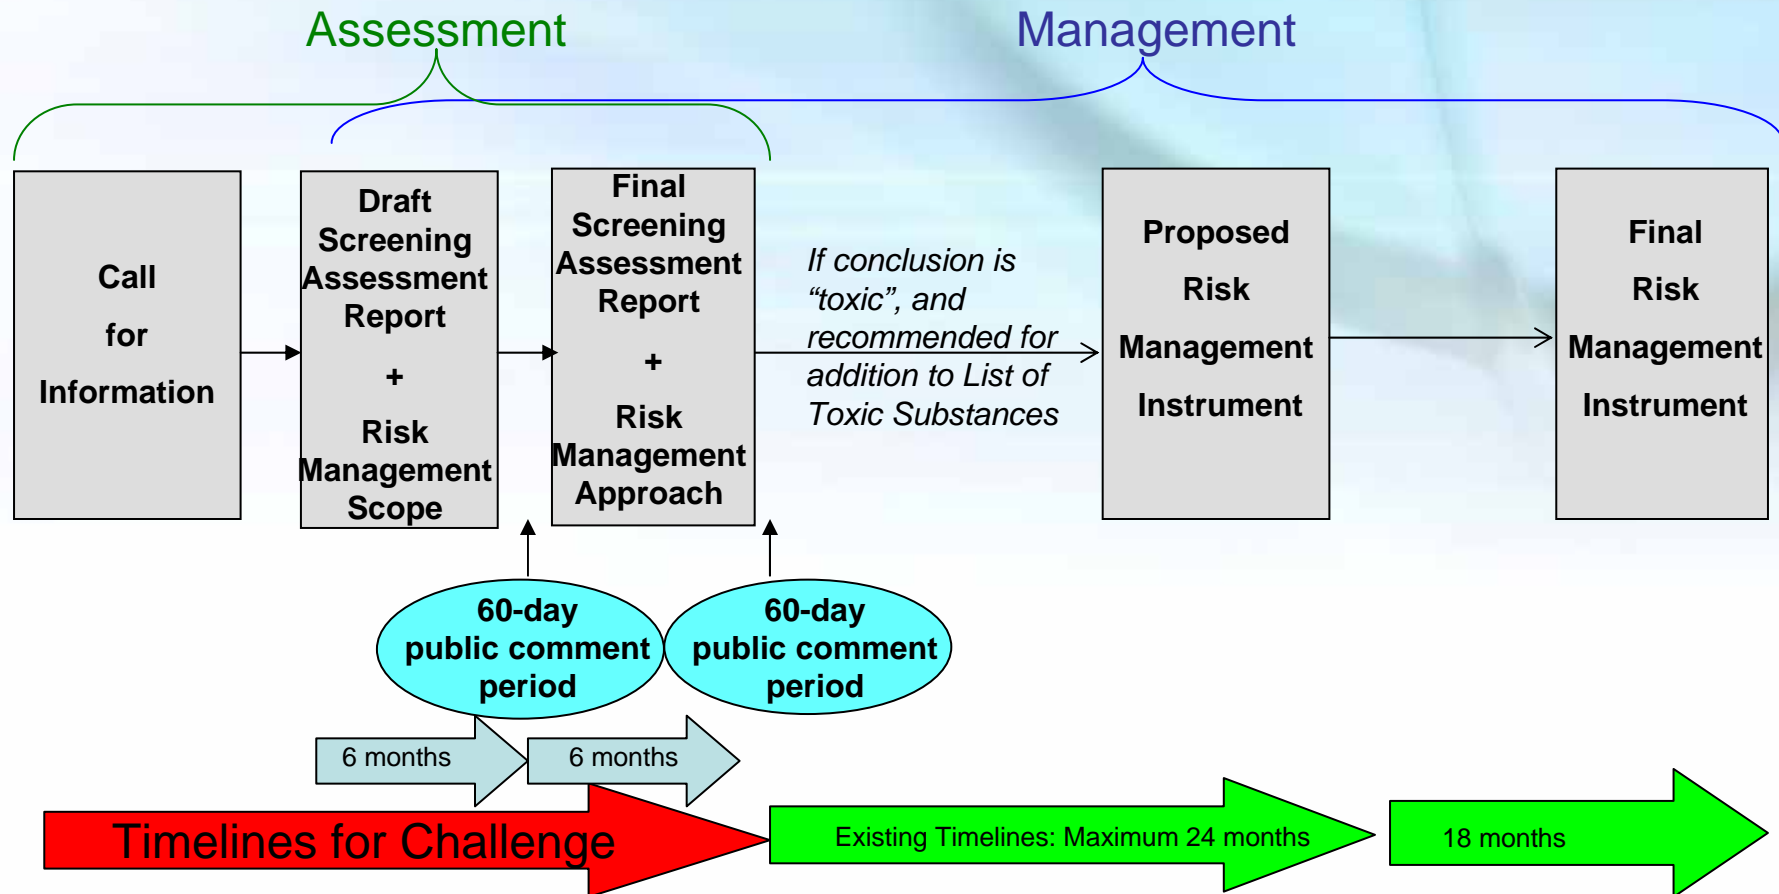 Assessment
Management
Call
for
Information
Draft
Screening
Assessment
Report
+
Risk
Management
Scope
Final
Screening
Assessment
Report
+
Risk
Management
Approach
If conclusion is
“toxic”, and
recommended for
addition to List of
Toxic Substances
Proposed
Risk
Management
Instrument
Final
Risk
Management
Instrument
60-day
public comment
period
60-day
public comment
period
6 months
6 months
Timelines for Challenge
Existing Timelines: Maximum 24 months
18 months